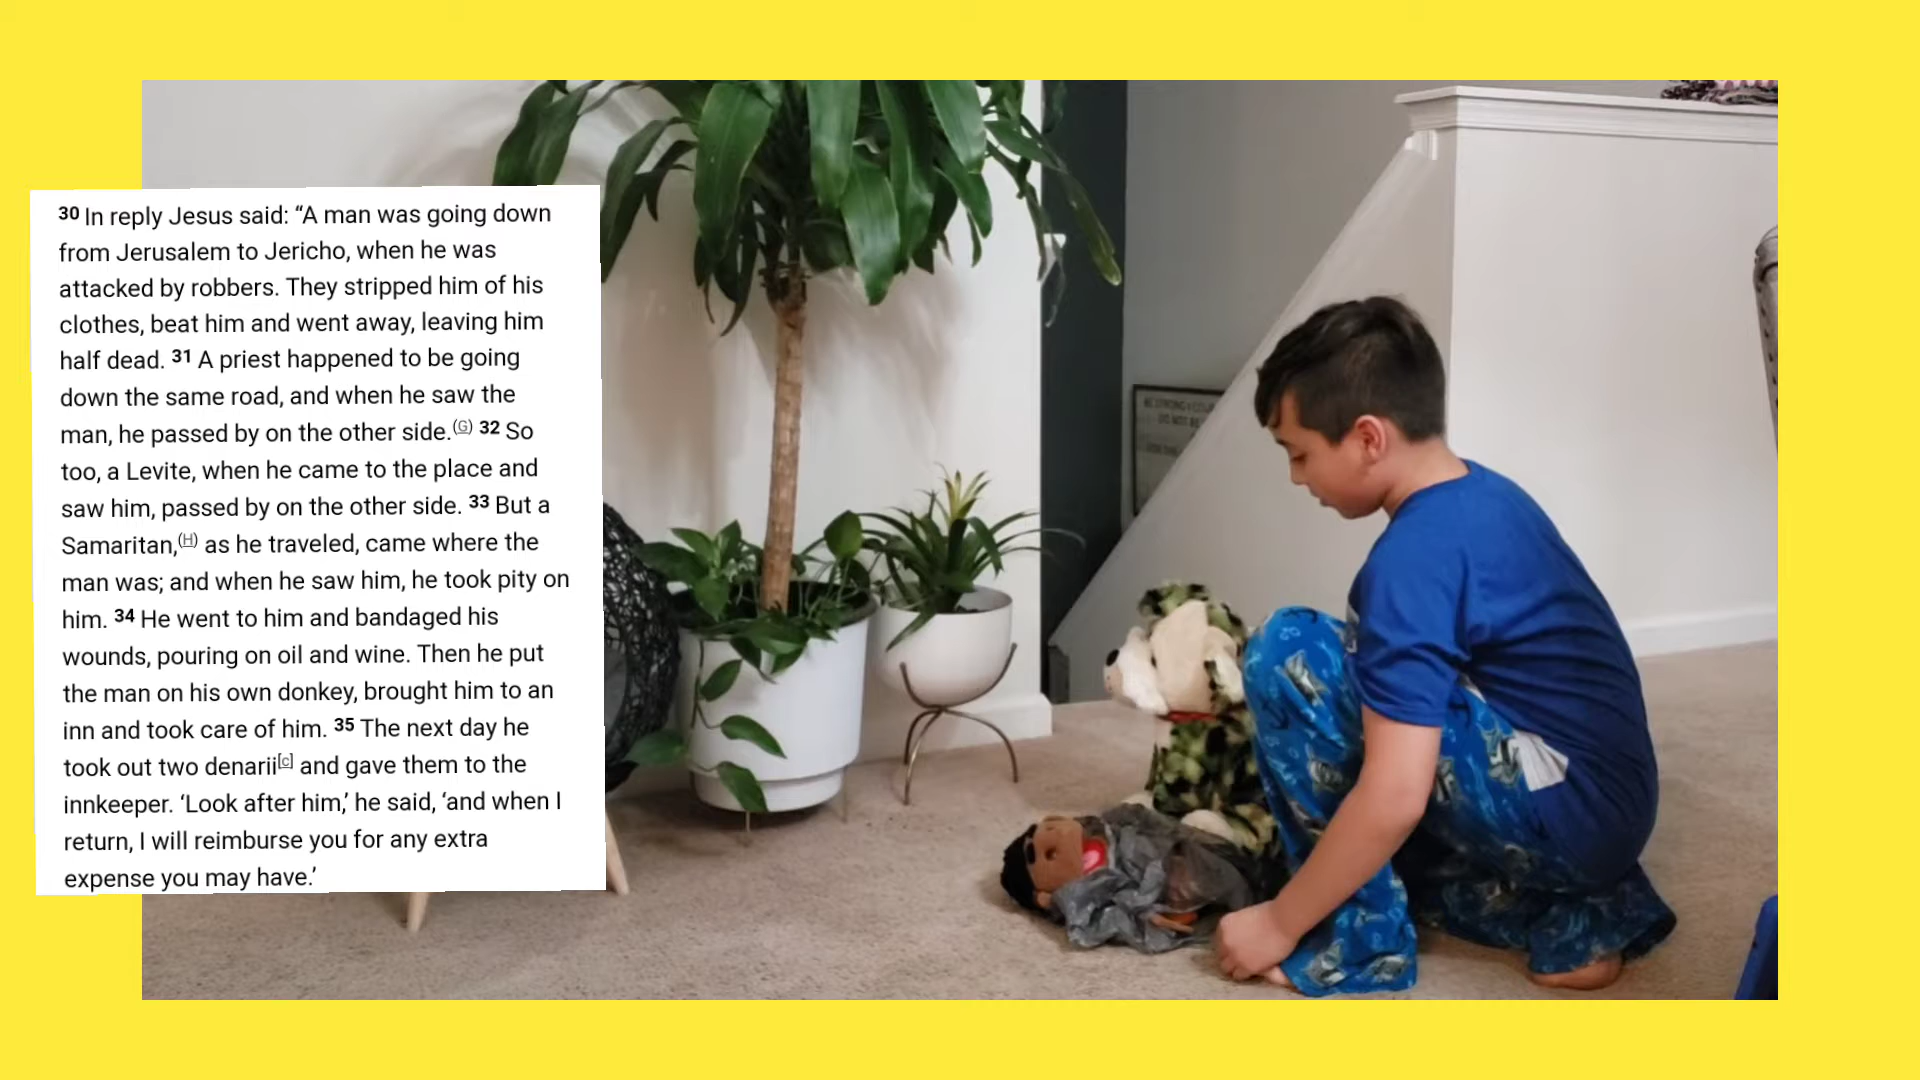 30 In reply Jesus said: “A man was going down
from Jerusalem to Jericho, when he was
attacked by robbers. They stripped him of his
clothes, beat him and went away, leaving him
half dead. 31 A priest happened to be going
down the same road, and when he saw the
man, he passed by on the other side.(G) 32 So
too, a Levite, when he came to the place and
saw him, passed by on the other side. 33 But a
Samaritan,(H) as he traveled, came where the
man was; and when he saw him, he took pity on
him. 34 He went to him and bandaged his
wounds, pouring on oil and wine. Then he put
the man on his own donkey, brought him to an
inn and took care of him. 35 The next day he
took out two denarii[c] and gave them to the
innkeeper. ‘Look after him,’ he said, ‘and when I
return, I will reimburse you for any extra
expense you may have.’
BE STRONG & COUR
DO NOT BE